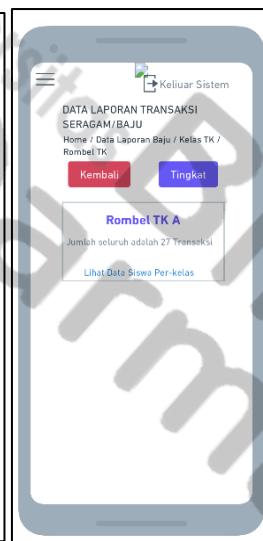 Keliuar Sistem
DATA LAPORAN TRANSAKSI
SERAGAM/BAJU
Home / Data Laporan Baju / Kelas TK /
Rombel TK
Kembali
Tingkat
Rombel TK A
Jumlah seluruh adalah 27 Transaksi
Lihat Data Siswa Per-kelas